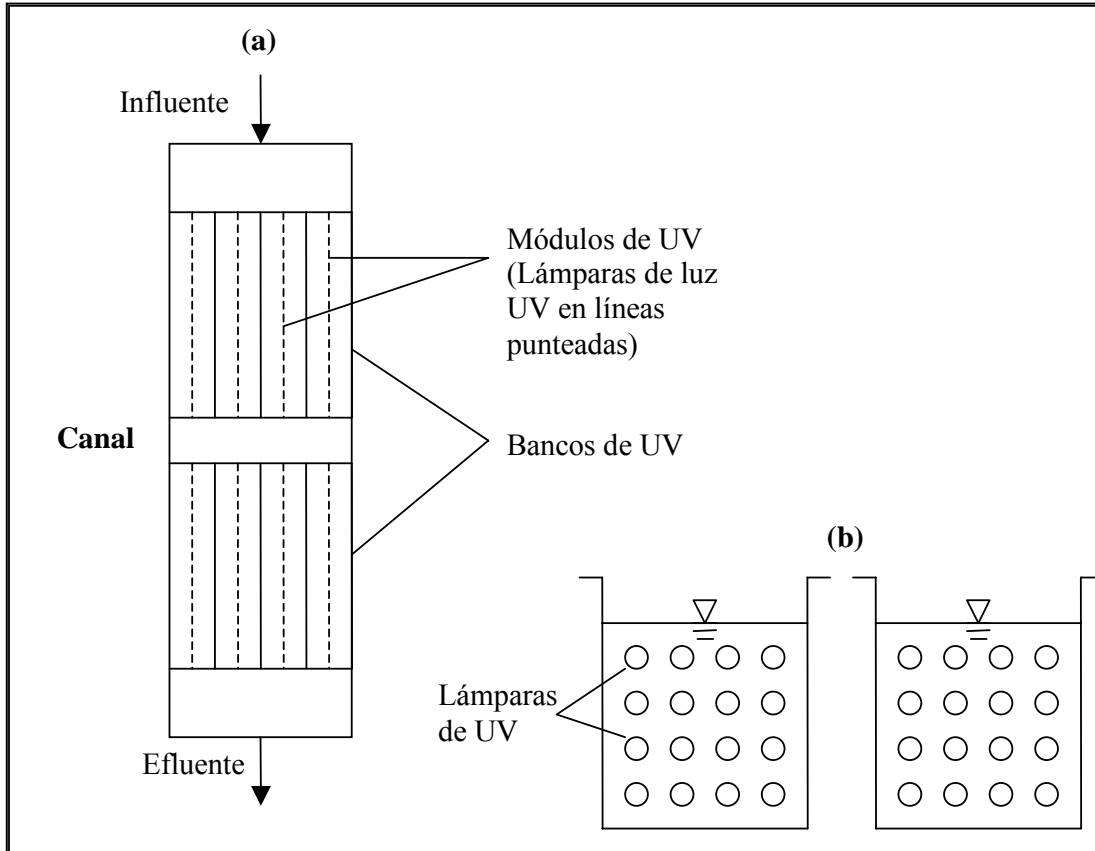 (a)
Influente
Módulos de UV
(Lámparas de luz
UV en líneas
punteadas)
Canal
Bancos de UV
(b)
Lámparas
de UV
Efluente